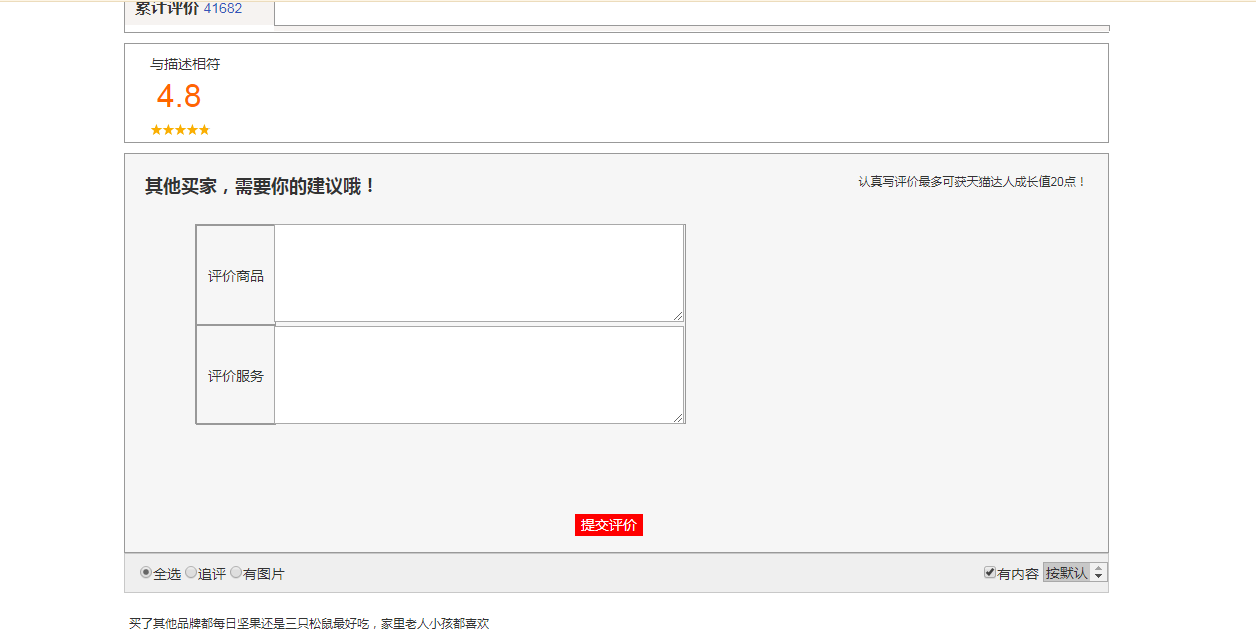 累计评价 41682
与描述相符
4.8
★★★★★
其他买家，需要你的建议哦！
认真写评价最多可获天猫达人成长值20点！
评价商品
评价服务
提交评价
全选 追评 有图片 有内容 按默认
买了其他品牌都每日坚果还是三只松鼠最好吃，家里老人小孩都喜欢